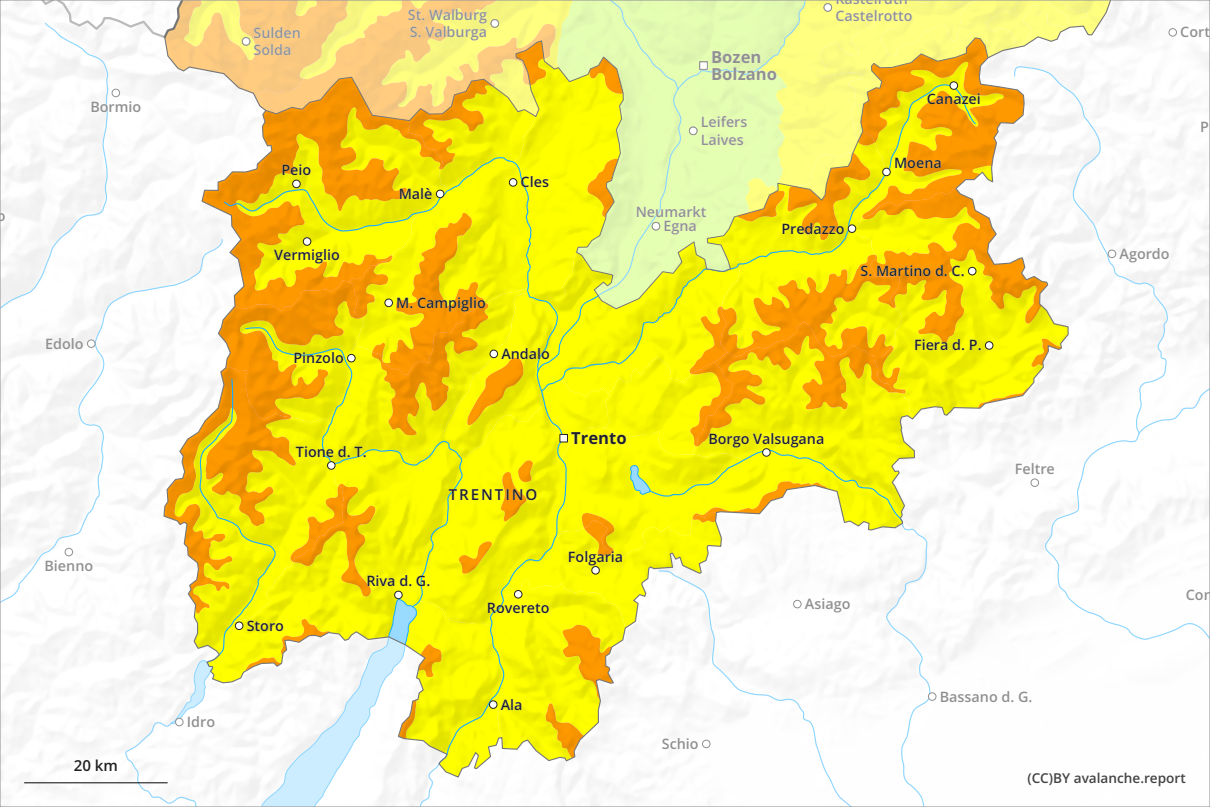 Kastelruth
Castelrotto
St. Walburg
S. Valburga
Sulden
Solda
Cort
Bozen
Bolzano
Bormio
Canazei
Leifers
Laives
P
Moena
Peio
Malè
Cles
Neumarkt
Egna
Predazzo
Vermiglio
Agordo
S. Martino d. C.
M. Campiglio
Edolo
Pinzolo
Andalo
Fiera d. P.
Trento
Borgo Valsugana
Tione d. T.
Feltre
TRENTINO
Bienno
Folgaria
Riva d. G.
Rovereto
Asiago
Cor
Storo
Ala
Bassano d. G.
Idro
Schio
20 km
(CC)BY avalanche.report